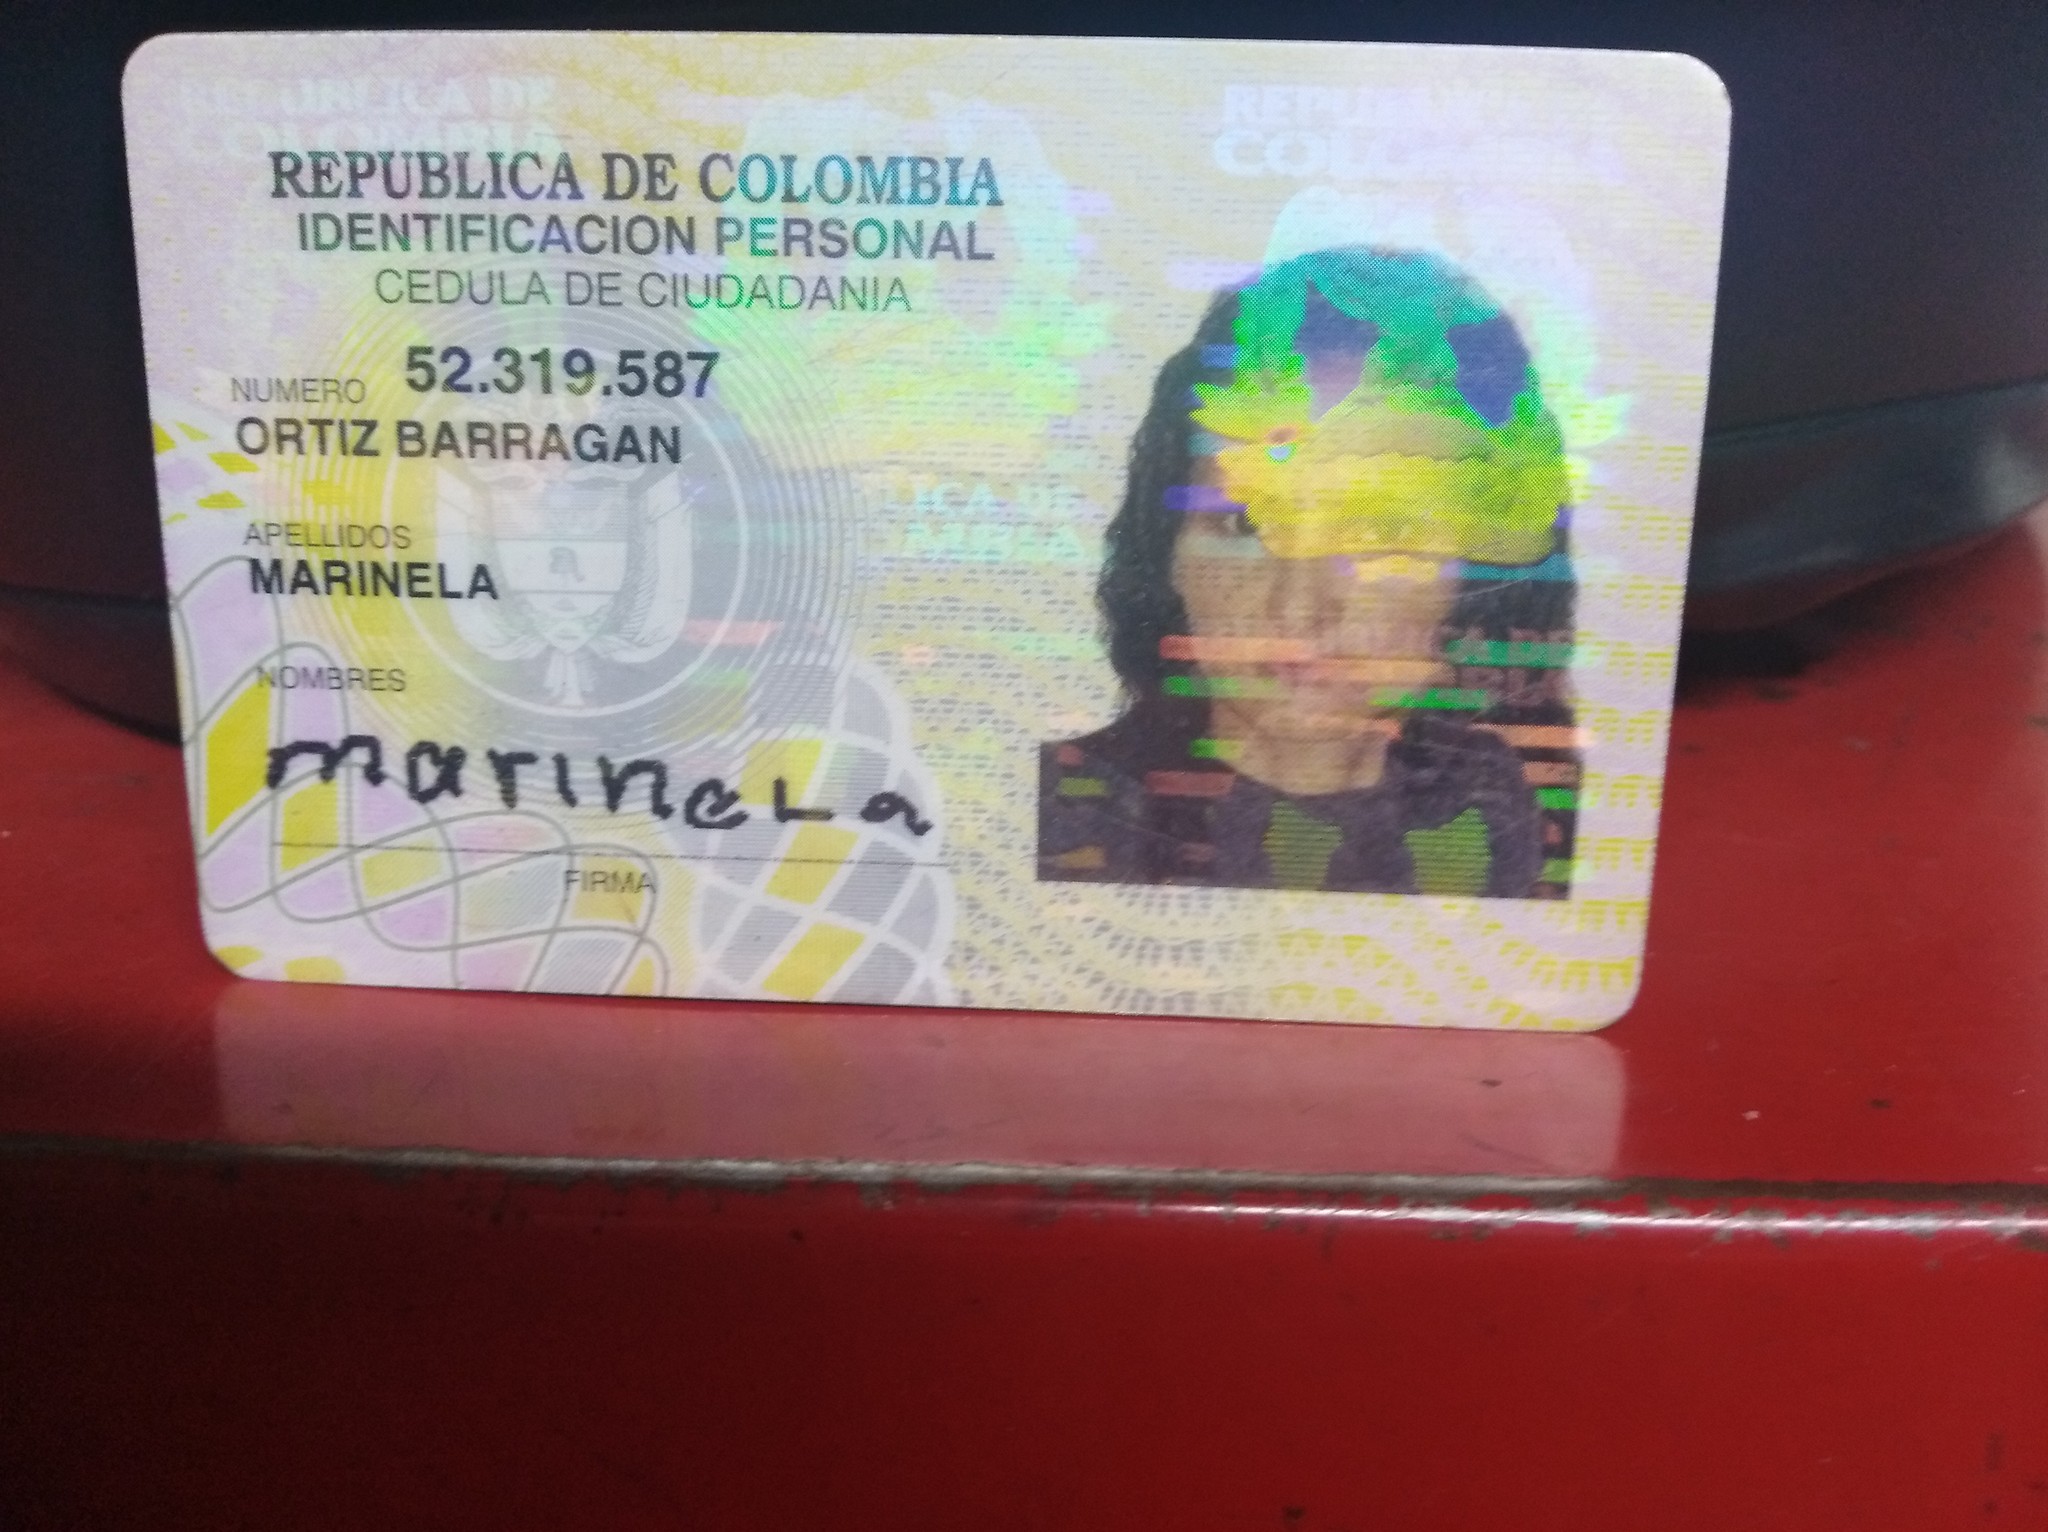 REPUBLICA DE COLOMBIA
IDENTIFICACION PERSONAL
CEDULA DE CIUDADANIA
NUMERO 52.319.587
ORTIZ BARRAGAN
APELLIDOS
MARINELA
NOMBRES
marinela
FIRMA
REPUBLICA DE
COLOMBIA